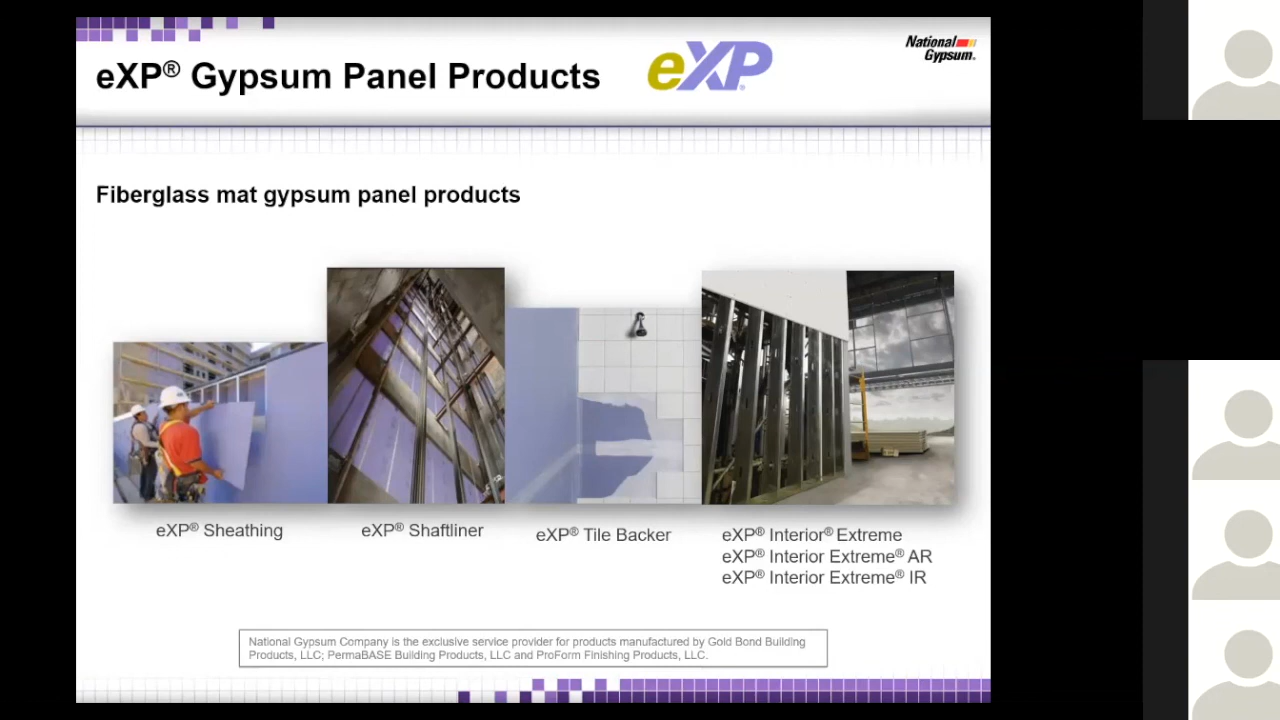 eXP® Gypsum Panel Products
eXP®
National
Gypsum®
Fiberglass mat gypsum panel products
eXP® Sheathing
eXP® Shaftliner
eXP® Tile Backer
eXP® Interior® Extreme
eXP® Interior Extreme® AR
eXP® Interior Extreme® IR
National Gypsum Company is the exclusive service provider for products manufactured by Gold Bond Building
Products, LLC; PermaBASE Building Products, LLC and ProForm Finishing Products, LLC.